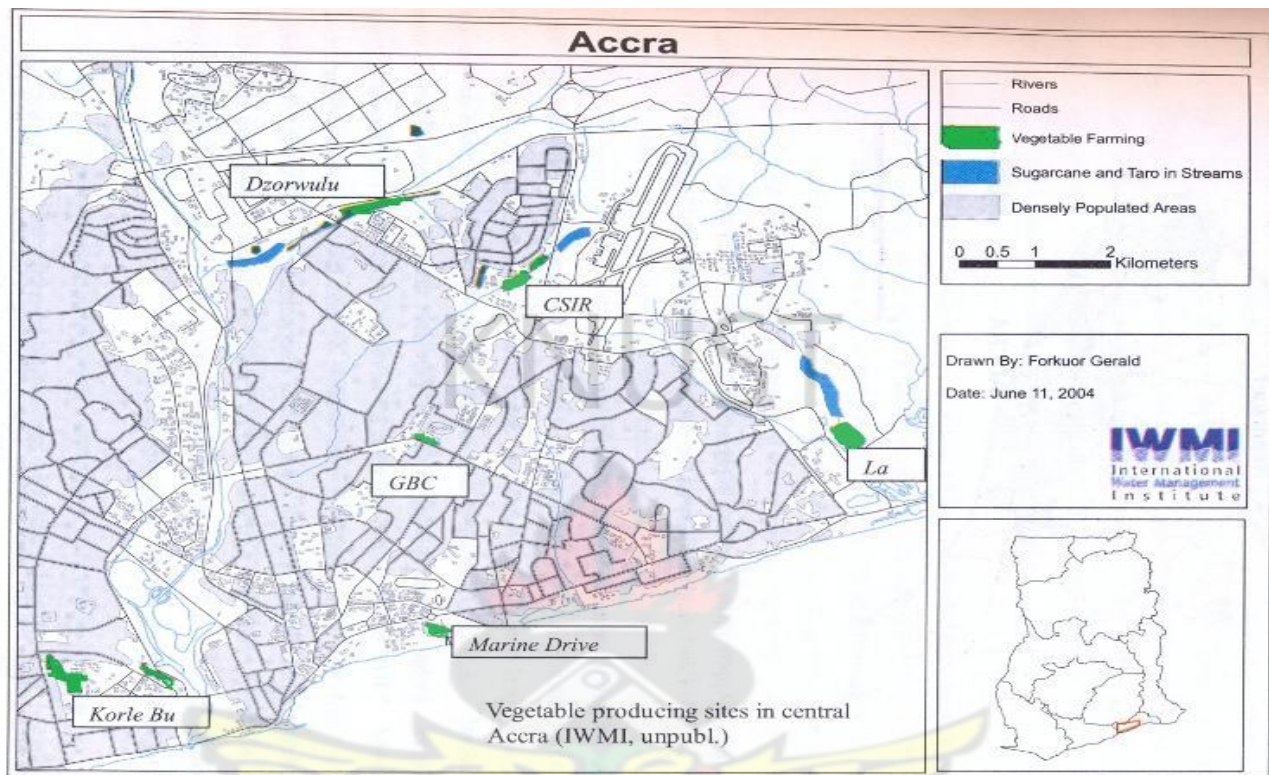 Accra
Dzorwulu
CSIR
GBC
La
Marine Drive
Korle Bu
KNUST
Vegetable producing sites in central
Accra (IWMI, unpubl.)
Rivers
Roads
Vegetable Farming
Sugarcane and Taro in Streams
Densely Populated Areas
0 0.5 1 2
Kilometers
Drawn By: Forkuor Gerald
Date: June 11, 2004
IWMI
International
Water Management
Institute